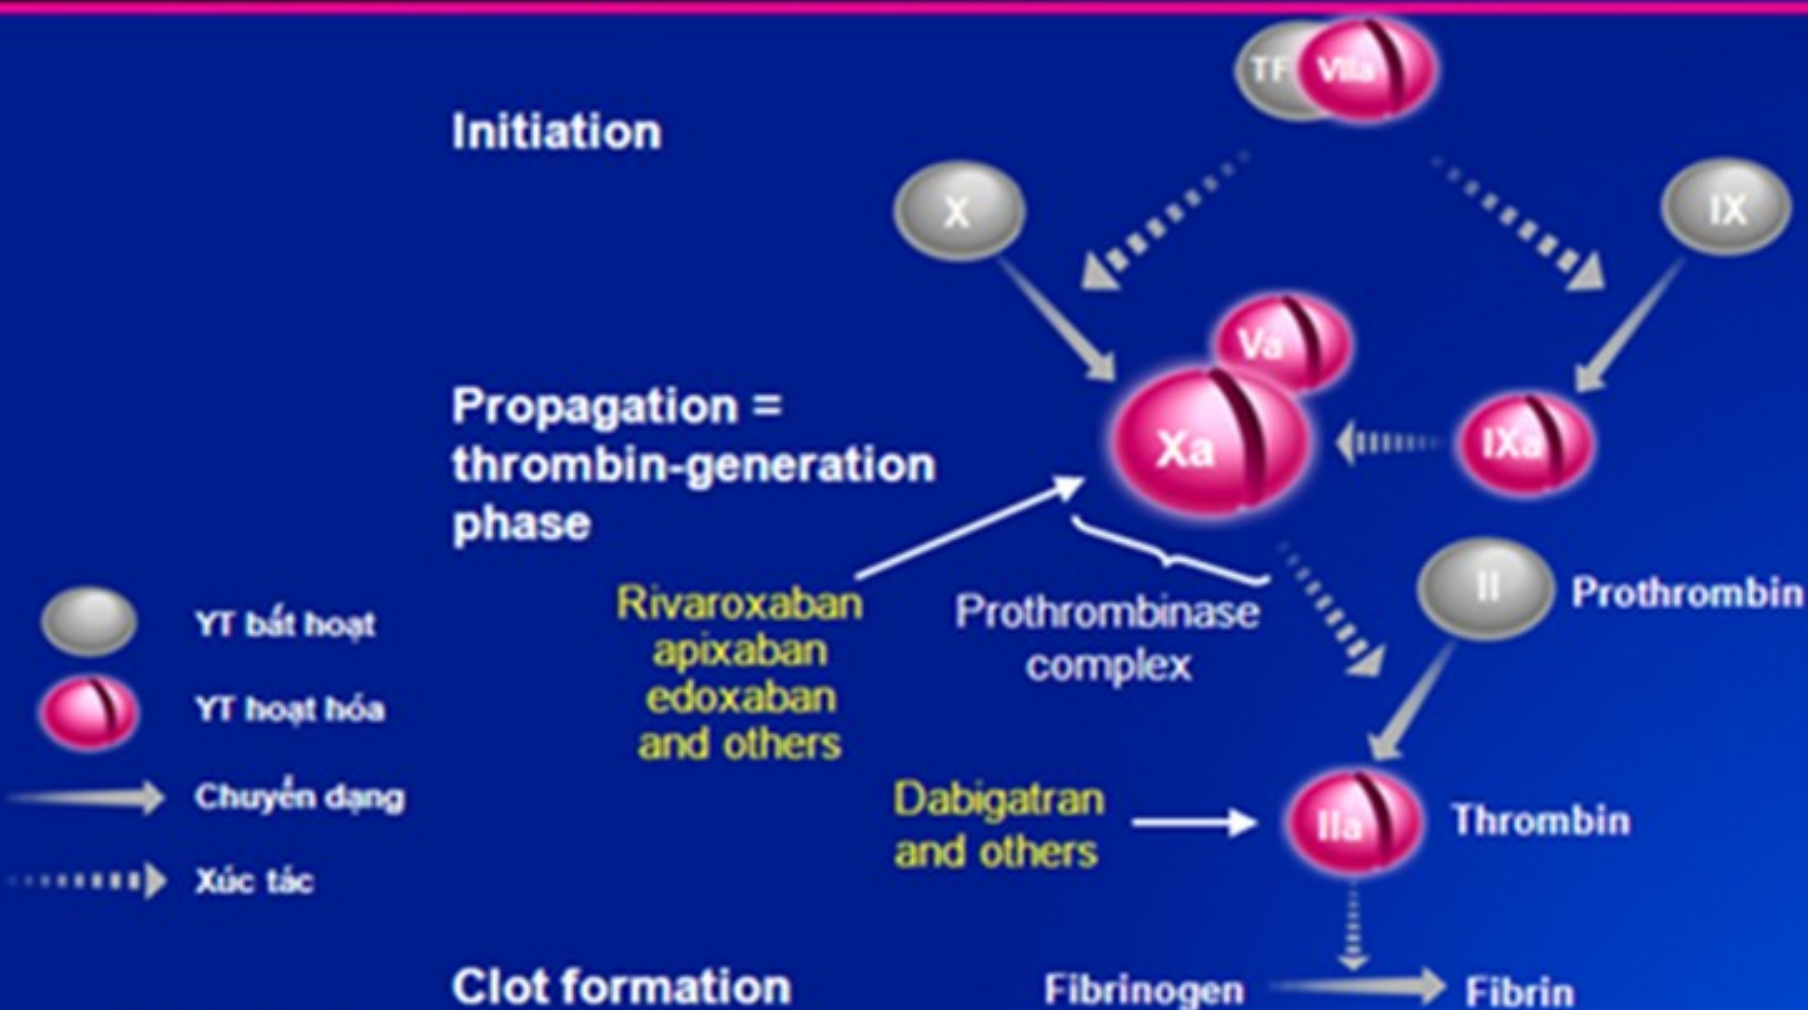 TF VIIa
Initiation
X
IX
Va
Propagation =
thrombin-generation
phase
Xa
IXa
Rivaroxaban
apixaban
edoxaban
and others
Prothrombinase
complex
II
Prothrombin
YT bất hoạt
YT hoạt hóa
Chuyển dạng
Xúc tác
Dabigatran
and others
IIa
Thrombin
Clot formation
Fibrinogen
Fibrin